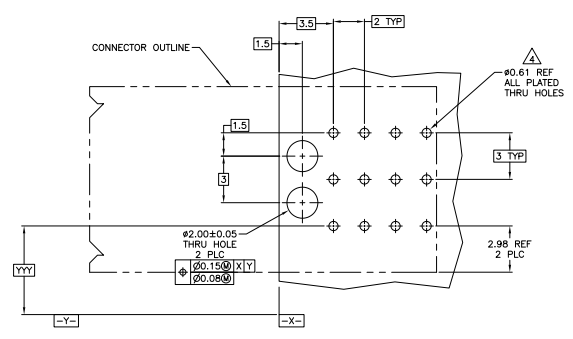 3.5
2 TYP
1.5
CONNECTOR OUTLINE
4
ø0.61 REF
ALL PLATED
THRU HOLES
1.5
3 TYP
3
ø2.00±0.05
THRU HOLE
2 PLC
2.98 REF
2 PLC
Ø0.15Ⓜ X Y
Ø0.08Ⓜ
YYY
-Y-
-X-